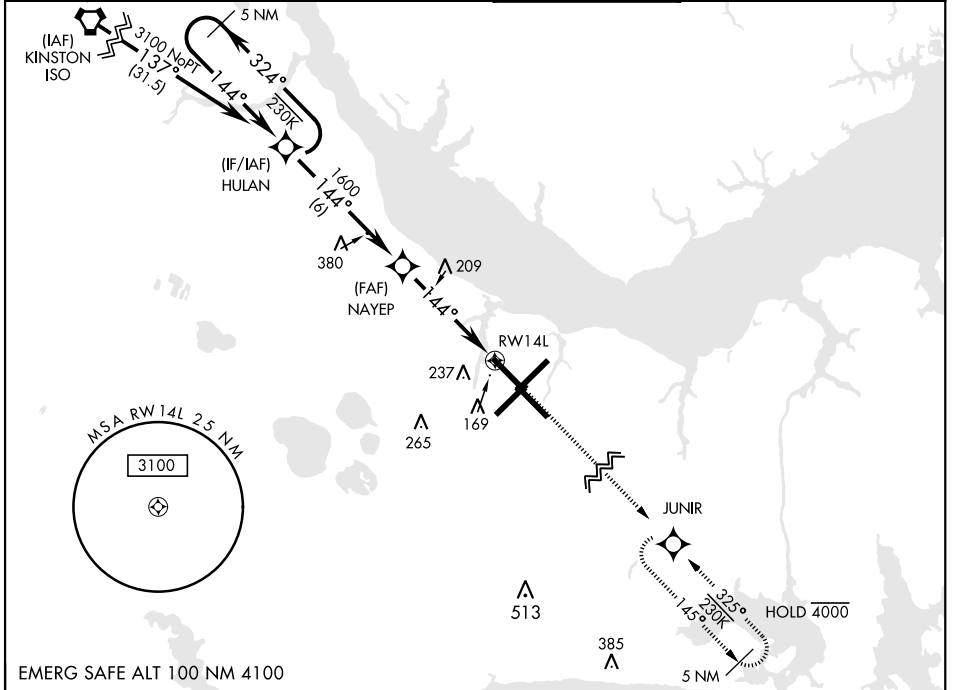 5 NM
(IAF)
KINSTON
ISO
3100 NoPT
137°
(31.5)
144°
324°
230K
(IF/IAF)
HULAN
1600
144°
(6)
380
(FAF)
NAYEP
209
144°
RW14L
237
169
265
MSA RW14L 25 NM
3100
JUNIR
513
385
325°
230K
145°
HOLD 4000
5 NM
EMERG SAFE ALT 100 NM 4100